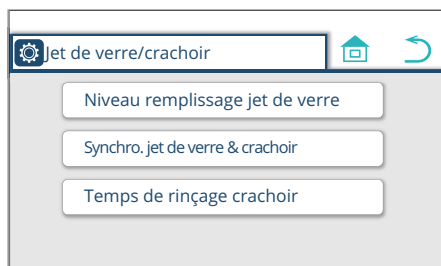 Jet de verre/crachoir
Niveau remplissage jet de verre
Synchro. jet de verre & crachoir
Temps de rinçage crachoir